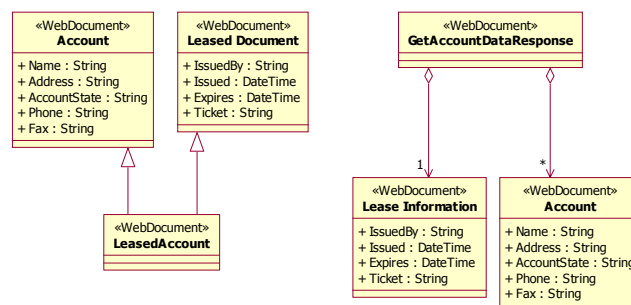 «WebDocument»
Account
+ Name : String
+ Address : String
+ AccountState : String
+ Phone : String
+ Fax : String
«WebDocument»
Leased Document
+ IssuedBy : String
+ Issued : DateTime
+ Expires : DateTime
+ Ticket : String
«WebDocument»
LeasedAccount
«WebDocument»
GetAccountDataResponse
1
*
«WebDocument»
Lease Information
+ IssuedBy : String
+ Issued : DateTime
+ Expires : DateTime
+ Ticket : String
«WebDocument»
Account
+ Name : String
+ Address : String
+ AccountState : String
+ Phone : String
+ Fax : String